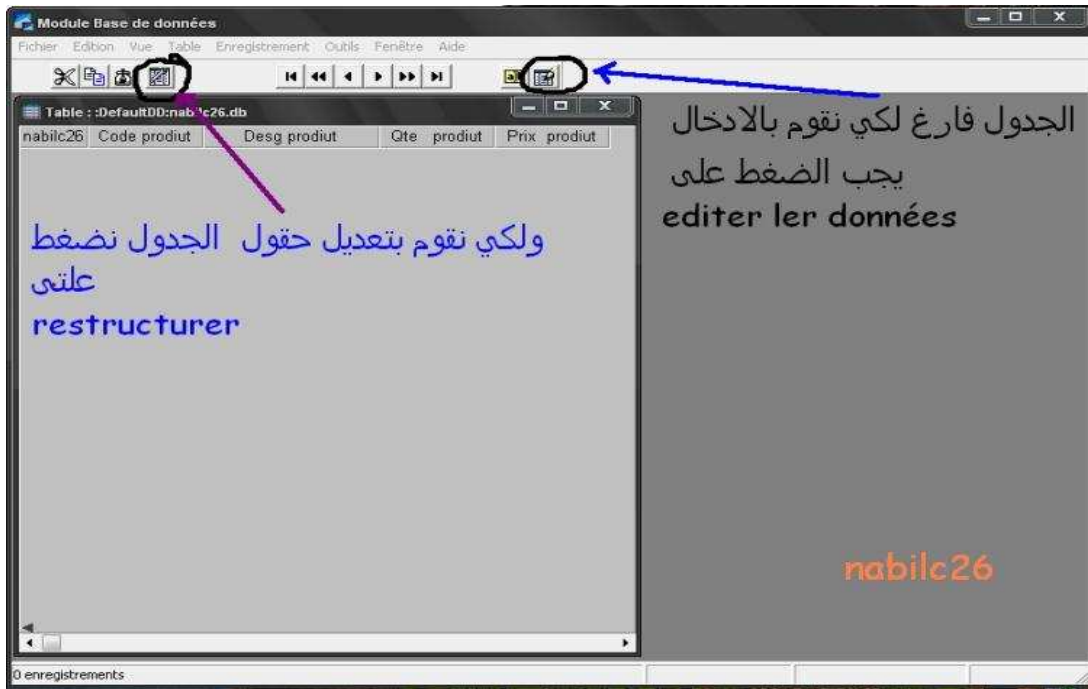 Module Base de données
Fichier Edition Vue Table Enregistrement Outils Fenêtre Aide
Table : :DefaultDD:nabilc26.db
nabilc26 Code prodiut Desg prodiut Qte prodiut Prix prodiut
الجدول فارغ لكي نقوم بالادخال
يجب الضغط على
editer ler données
ولكي نقوم بتعديل حقول الجدول نضغط
علتى
restructurer
nabilc26
0 enregistrements